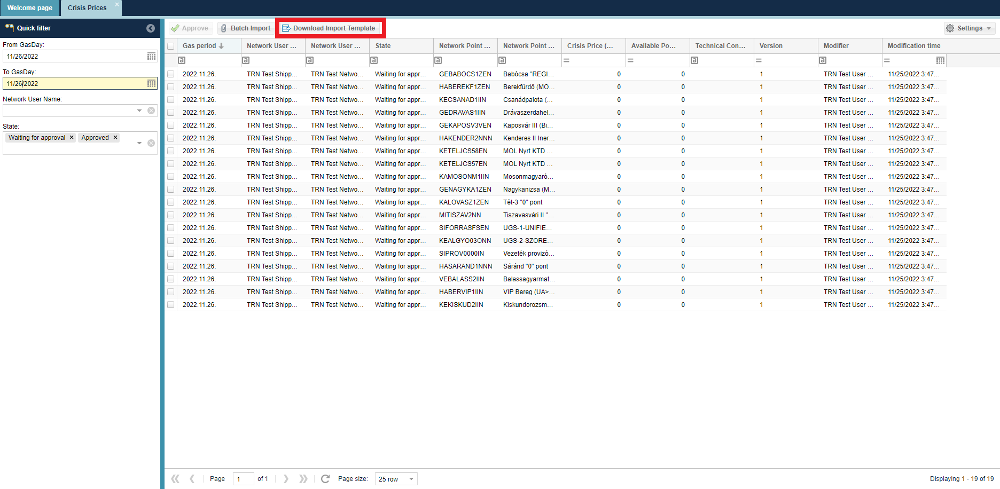 Welcome page Crisis Prices
Quick filter
From GasDay:
11/26/2022
To GasDay:
11/26/2022
Network User Name:
State:
Waiting for approval Approved
Approve Batch Import Download Import Template Settings
Gas period Network User ... Network User ... State Network Point ... Network Point ... Crisis Price (... Available Po... Technical Con... Version Modifier Modification time
2022.11.26. TRN Test Shipp... TRN Test Netwo... Waiting for appr... GEBABOCS1ZEN Babócsa "REGI... 0 0 1 TRN Test User ... 11/25/2022 3:47...
2022.11.26. TRN Test Shipp... TRN Test Netwo... Waiting for appr... HABEREKF1ZEN Berekfürdő (MO... 0 0 1 TRN Test User ... 11/25/2022 3:47...
2022.11.26. TRN Test Shipp... TRN Test Netwo... Waiting for appr... KECSANAD1IIN Csanádpalota (... 0 0 1 TRN Test User ... 11/25/2022 3:47...
2022.11.26. TRN Test Shipp... TRN Test Netwo... Waiting for appr... GEDRAVAS1IIN Drávaszerdahel... 0 0 1 TRN Test User ... 11/25/2022 3:47...
2022.11.26. TRN Test Shipp... TRN Test Netwo... Waiting for appr... GEKAPOSV3VEN Kaposvár III (Bi... 0 0 1 TRN Test User ... 11/25/2022 3:47...
2022.11.26. TRN Test Shipp... TRN Test Netwo... Waiting for appr... HAKENDER2NNN Kenderes II Iner... 0 0 1 TRN Test User ... 11/25/2022 3:47...
2022.11.26. TRN Test Shipp... TRN Test Netwo... Waiting for appr... KETELJCS58EN MOL Nyrt KTD ... 0 0 1 TRN Test User ... 11/25/2022 3:47...
2022.11.26. TRN Test Shipp... TRN Test Netwo... Waiting for appr... KETELJCS57EN MOL Nyrt KTD ... 0 0 1 TRN Test User ... 11/25/2022 3:47...
2022.11.26. TRN Test Shipp... TRN Test Netwo... Waiting for appr... KAMOSONM1IIN Mosonmagyaró... 0 0 1 TRN Test User ... 11/25/2022 3:47...
2022.11.26. TRN Test Shipp... TRN Test Netwo... Waiting for appr... GENAGYKA1ZEN Nagykanizsa (M... 0 0 1 TRN Test User ... 11/25/2022 3:47...
2022.11.26. TRN Test Shipp... TRN Test Netwo... Waiting for appr... KALOVASZ1ZEN Tét-3 "0" pont 0 0 1 TRN Test User ... 11/25/2022 3:47...
2022.11.26. TRN Test Shipp... TRN Test Netwo... Waiting for appr... MITISZAV2NN Tiszavasvári II "... 0 0 1 TRN Test User ... 11/25/2022 3:47...
2022.11.26. TRN Test Shipp... TRN Test Netwo... Waiting for appr... SIFORRASFSEN UGS-1-UNIFIE... 0 0 1 TRN Test User ... 11/25/2022 3:47...
2022.11.26. TRN Test Shipp... TRN Test Netwo... Waiting for appr... KEALGYO03ONN UGS-2-SZORE... 0 0 1 TRN Test User ... 11/25/2022 3:47...
2022.11.26. TRN Test Shipp... TRN Test Netwo... Waiting for appr... SIPROV0000IN Vezeték provizó... 0 0 1 TRN Test User ... 11/25/2022 3:47...
2022.11.26. TRN Test Shipp... TRN Test Netwo... Waiting for appr... HASARAND1NNN Sáránd "0" pont 0 0 1 TRN Test User ... 11/25/2022 3:47...
2022.11.26. TRN Test Shipp... TRN Test Netwo... Waiting for appr... VEBALASS2IIN Balassagyarmat... 0 0 1 TRN Test User ... 11/25/2022 3:47...
2022.11.26. TRN Test Shipp... TRN Test Netwo... Waiting for appr... HABERVIP1IIN VIP Bereg (UA>... 0 0 1 TRN Test User ... 11/25/2022 3:47...
2022.11.26. TRN Test Shipp... TRN Test Netwo... Waiting for appr... KEKISKUD2IIN Kiskundorozsm... 0 0 1 TRN Test User ... 11/25/2022 3:47...
Page 1 of 1 Page size: 25 row Displaying 1 - 19 of 19